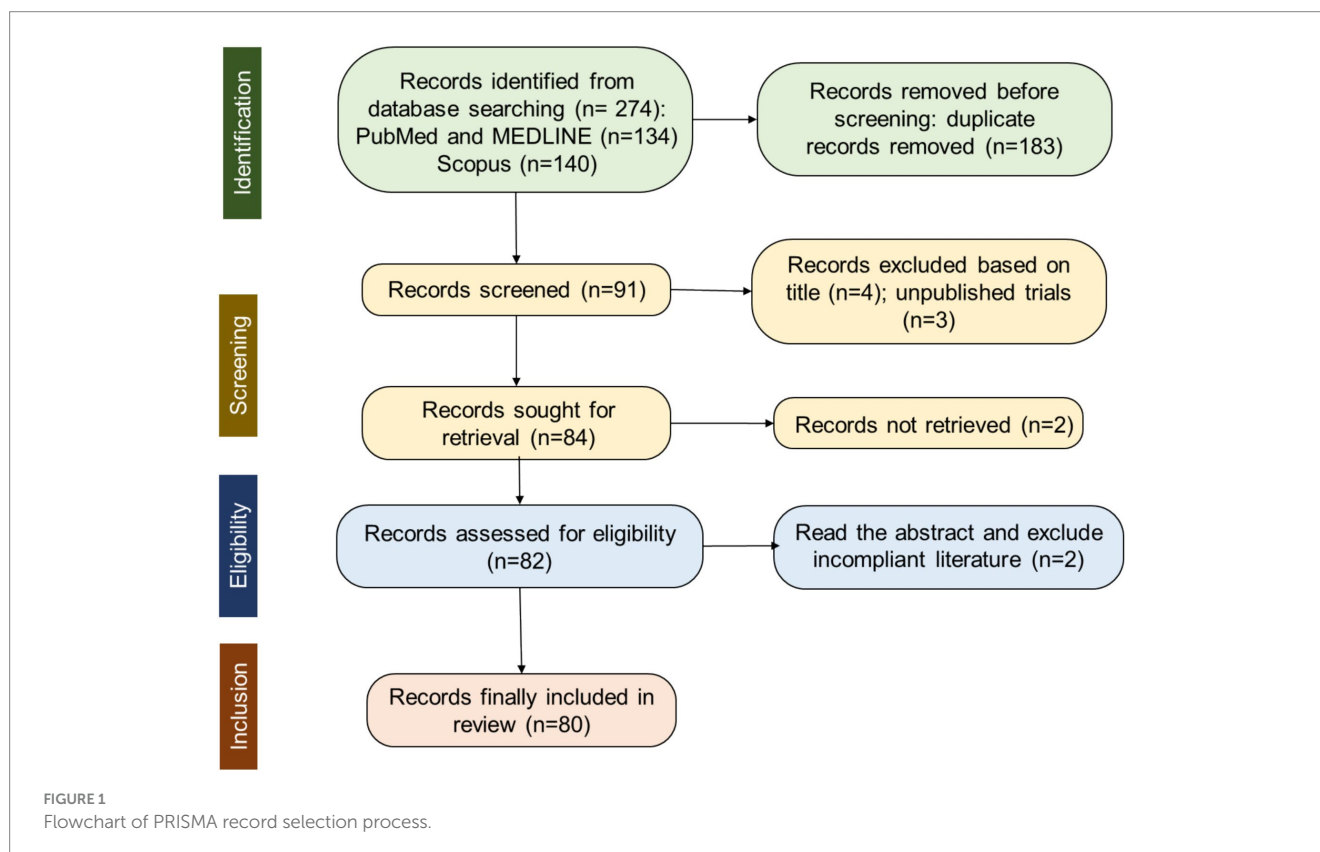 Identification
Records identified from
database searching (n= 274):
PubMed and MEDLINE (n=134)
Scopus (n=140)
Records removed before
screening: duplicate
records removed (n=183)
Screening
Records screened (n=91)
Records excluded based on
title (n=4); unpublished trials
(n=3)
Records sought for
retrieval (n=84)
Records not retrieved (n=2)
Eligibility
Records assessed for eligibility
(n=82)
Read the abstract and exclude
incompliant literature (n=2)
Inclusion
Records finally included in
review (n=80)
FIGURE 1
Flowchart of PRISMA record selection process.